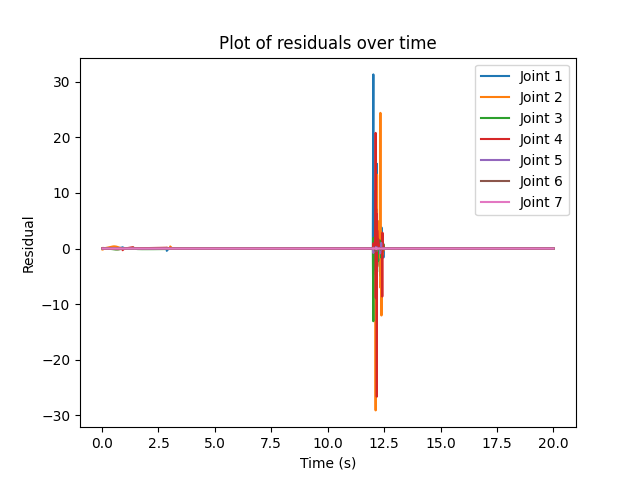 Plot of residuals over time
Residual
30
20
10
0
−10
−20
−30
0.0 2.5 5.0 7.5 10.0 12.5 15.0 17.5 20.0
Time (s)
Joint 1
Joint 2
Joint 3
Joint 4
Joint 5
Joint 6
Joint 7